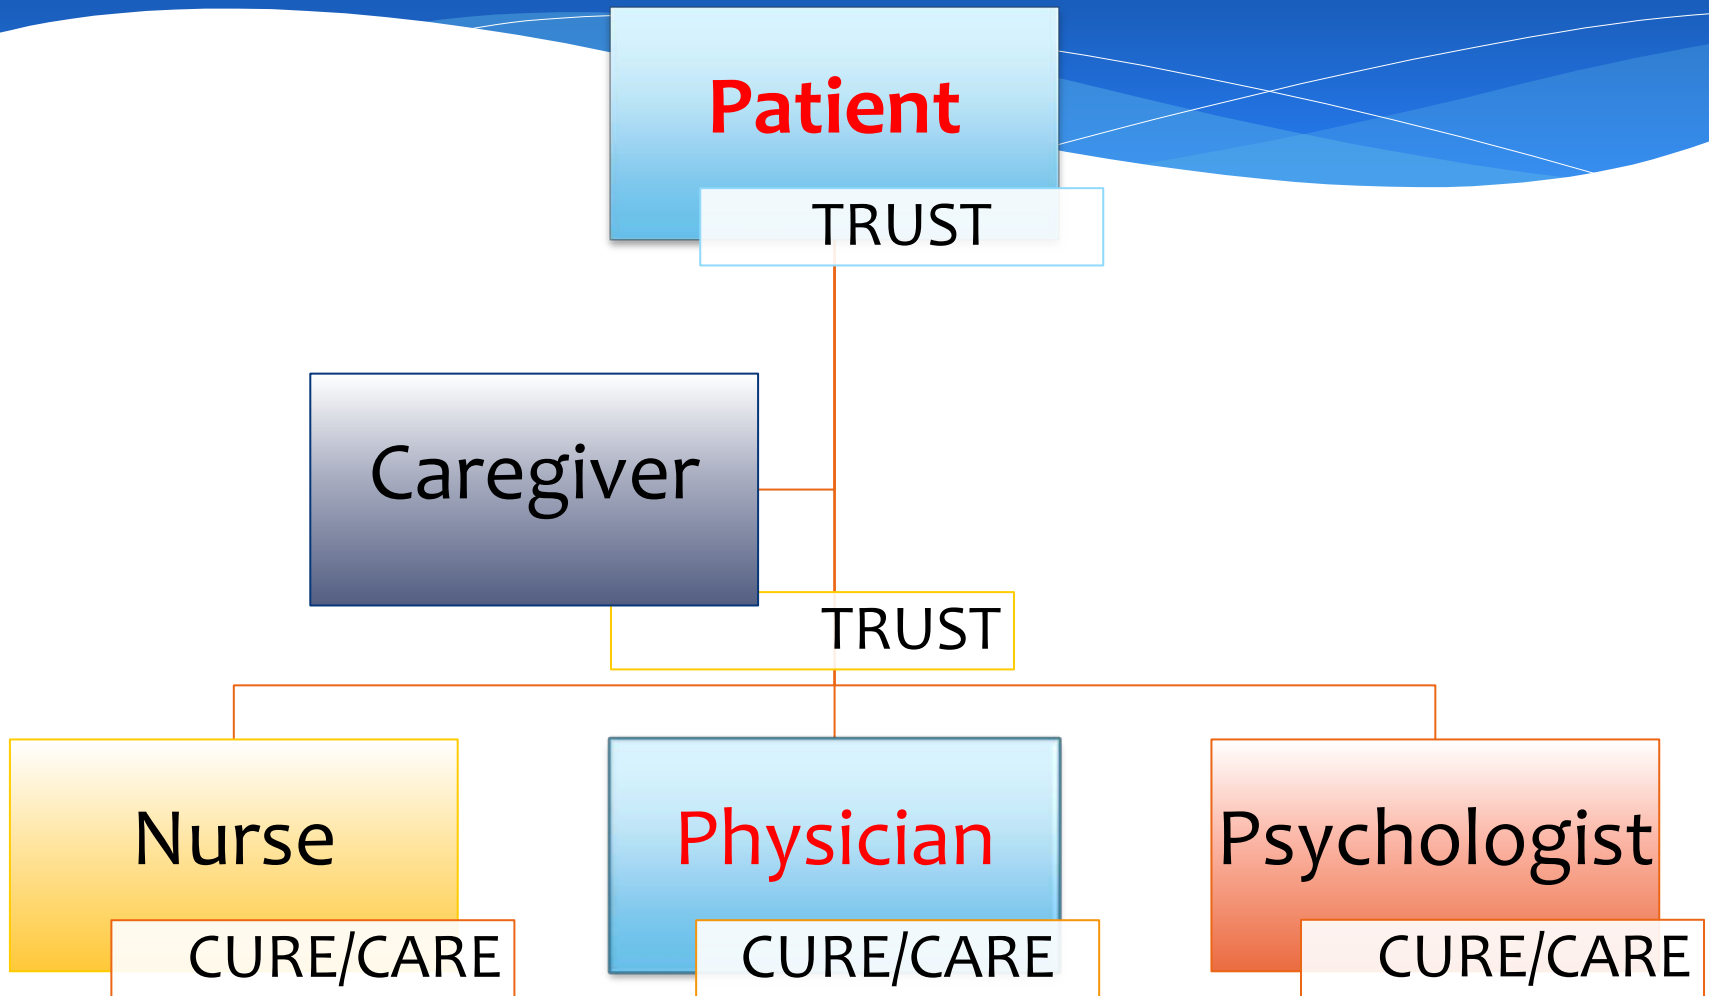 Patient
TRUST
Caregiver
TRUST
Nurse
CURE/CARE
Physician
CURE/CARE
Psychologist
CURE/CARE